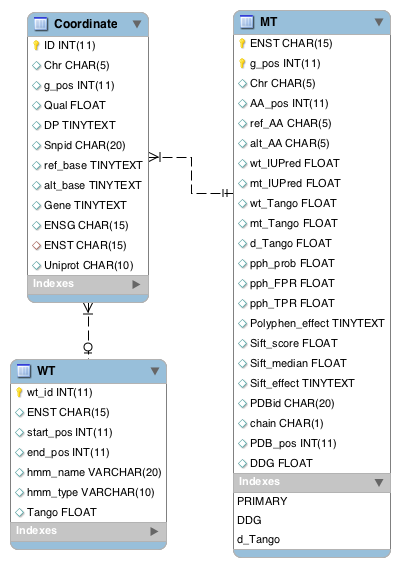 Coordinate
ID INT(11)
Chr CHAR(5)
g_pos INT(11)
Qual FLOAT
DP TINYTEXT
Snpid CHAR(20)
ref_base TINYTEXT
alt_base TINYTEXT
Gene TINYTEXT
ENSG CHAR(15)
ENST CHAR(15)
Uniprot CHAR(10)
Indexes
WT
wt_id INT(11)
ENST CHAR(15)
start_pos INT(11)
end_pos INT(11)
hmm_name VARCHAR(20)
hmm_type VARCHAR(10)
Tango FLOAT
Indexes
MT
ENST CHAR(15)
g_pos INT(11)
Chr CHAR(5)
AA_pos INT(11)
ref_AA CHAR(5)
alt_AA CHAR(5)
wt_IUPred FLOAT
mt_IUPred FLOAT
wt_Tango FLOAT
mt_Tango FLOAT
d_Tango FLOAT
pph_prob FLOAT
pph_FPR FLOAT
pph_TPR FLOAT
Polyphen_effect TINYTEXT
Sift_score FLOAT
Sift_median FLOAT
Sift_effect TINYTEXT
PDBid CHAR(20)
chain CHAR(1)
PDB_pos INT(11)
DDG FLOAT
Indexes
PRIMARY
DDG
d_Tango